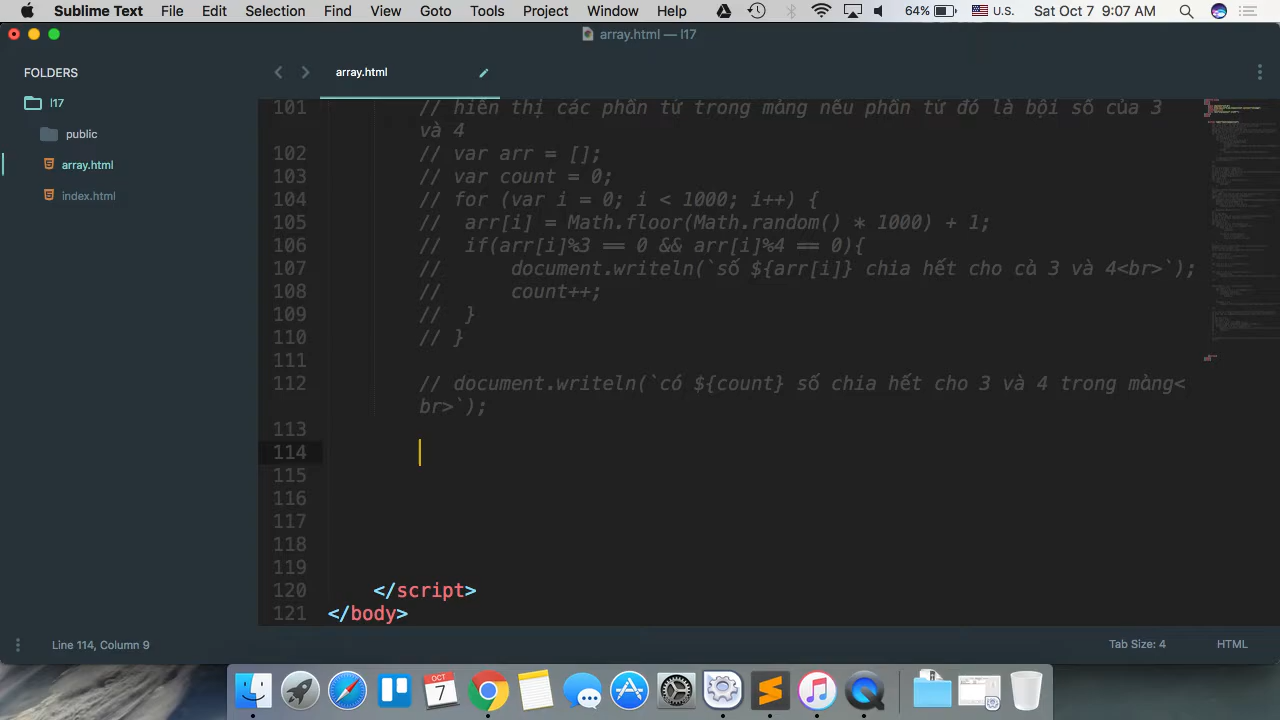 Sublime Text File Edit Selection Find View Goto Tools Project Window Help 64% U.S. Sat Oct 7 9:07 AM
array.html — l17
FOLDERS
l17
public
array.html
index.html
array.html
101 // hiển thị các phần tử trong mảng nếu phần tử đó là bội số của 3
và 4
102 // var arr = [];
103 // var count = 0;
104 // for (var i = 0; i < 1000; i++) {
105 // arr[i] = Math.floor(Math.random() * 1000) + 1;
106 // if(arr[i]%3 == 0 && arr[i]%4 == 0){
107 // document.writeln(`số ${arr[i]} chia hết cho cả 3 và 4<br>`);
108 // count++;
109 // }
110 // }
111
112 // document.writeln(`có ${count} số chia hết cho 3 và 4 trong mảng<
br>`);
113
114
115
116
117
118
119
120 </script>
121 </body>
Line 114, Column 9 Tab Size: 4 HTML
OCT
7